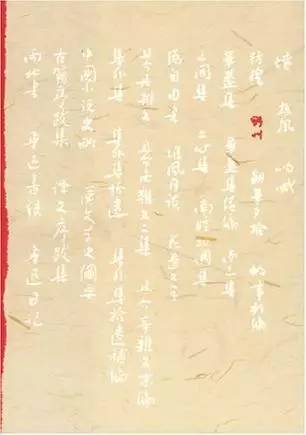 墳 熱風 呐喊
彷徨 野草 朝華夕拾 故事新編
華蓋集 華蓋集續編 而已集
三閑集 二心集 南腔北調集
偽自由書 准風月談 花邊文學
且介亭雜文 且介亭雜文二集 且介亭雜文末編
集外集 集外集拾遺 集外集拾遺補編
中國小說史略 漢文學史綱要
古籍序跋集 譯文序跋集
兩地書 魯迅書信 魯迅日記